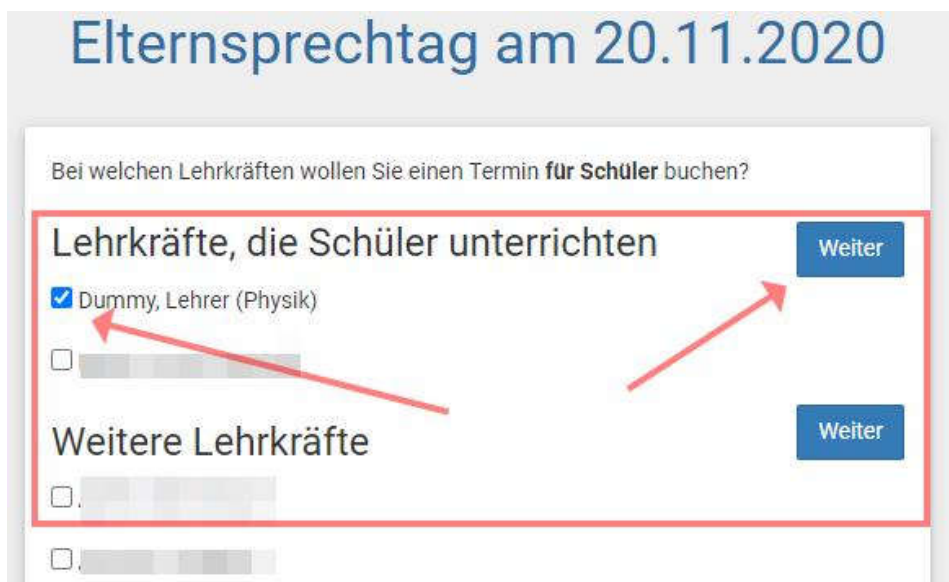 Elternsprechtag am 20.11.2020
Bei welchen Lehrkräften wollen Sie einen Termin für Schüler buchen?
Lehrkräfte, die Schüler unterrichten
Weiter
Dummy, Lehrer (Physik)
Weitere Lehrkräfte
Weiter